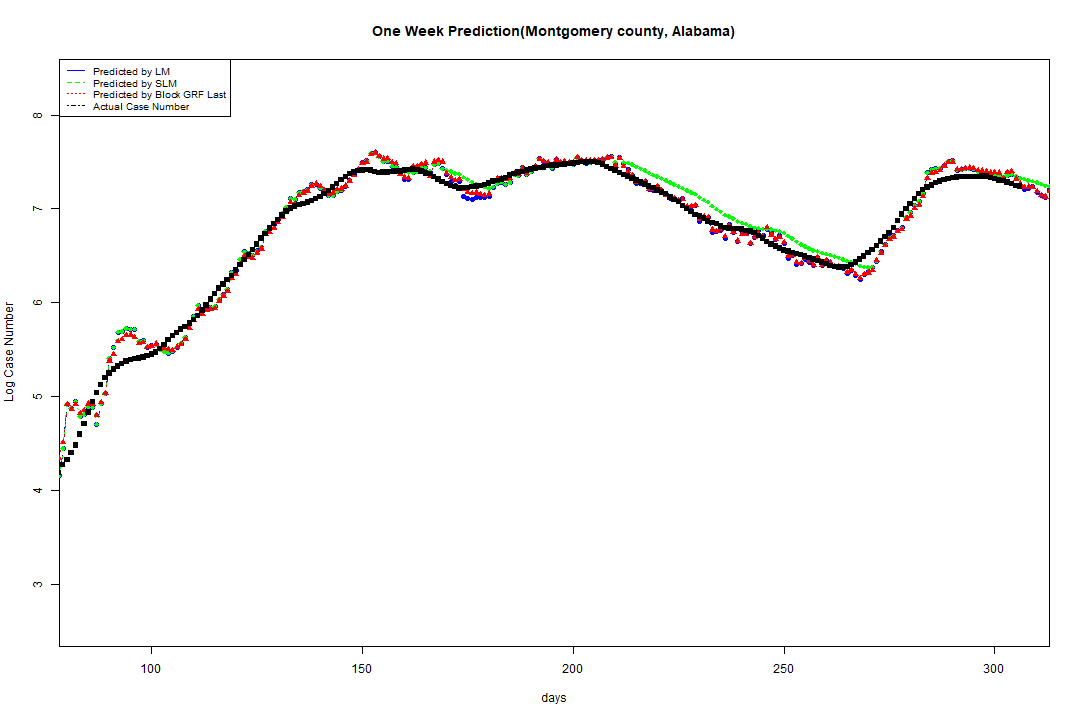 One Week Prediction(Montgomery county, Alabama)
Predicted by LM
Predicted by SLM
Predicted by Block GRF Last
Actual Case Number
8
7
6
5
4
3
Log Case Number
100 150 200 250 300
days